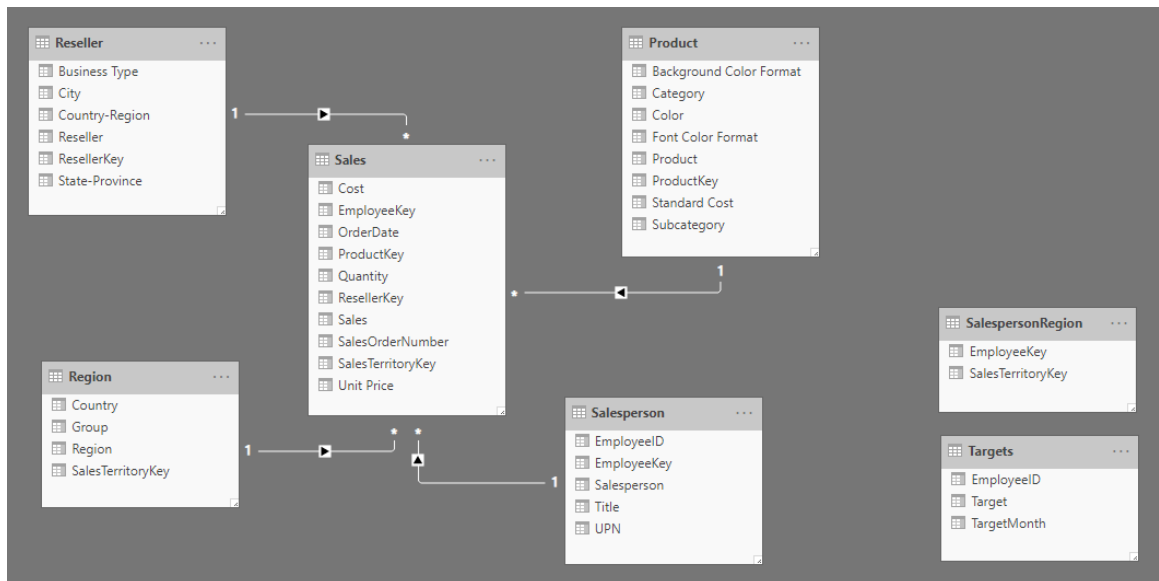 Reseller ...
Business Type
City
Country-Region
Reseller
ResellerKey
State-Province
1
*
Product ...
Background Color Format
Category
Color
Font Color Format
Product
ProductKey
Standard Cost
Subcategory
1
*
Sales ...
Cost
EmployeeKey
OrderDate
ProductKey
Quantity
ResellerKey
Sales
SalesOrderNumber
SalesTerritoryKey
Unit Price
* *
Region ...
Country
Group
Region
SalesTerritoryKey
1
Salesperson ...
EmployeeID
EmployeeKey
Salesperson
Title
UPN
1
SalespersonRegion ...
EmployeeKey
SalesTerritoryKey
Targets ...
EmployeeID
Target
TargetMonth